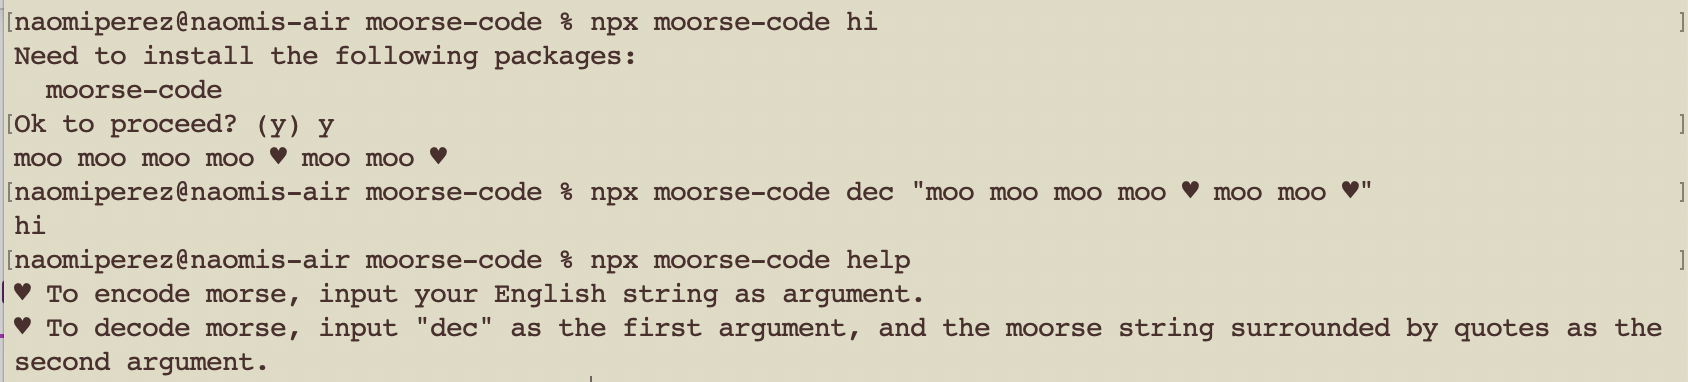 [naomiperez@naomis-air moorse-code % npx moorse-code hi ]
Need to install the following packages:
  moorse-code
[Ok to proceed? (y) y ]
moo moo moo moo ♥ moo moo ♥
[naomiperez@naomis-air moorse-code % npx moorse-code dec "moo moo moo moo ♥ moo moo ♥" ]
hi
[naomiperez@naomis-air moorse-code % npx moorse-code help ]
♥ To encode morse, input your English string as argument.
♥ To decode morse, input "dec" as the first argument, and the moorse string surrounded by quotes as the
second argument.